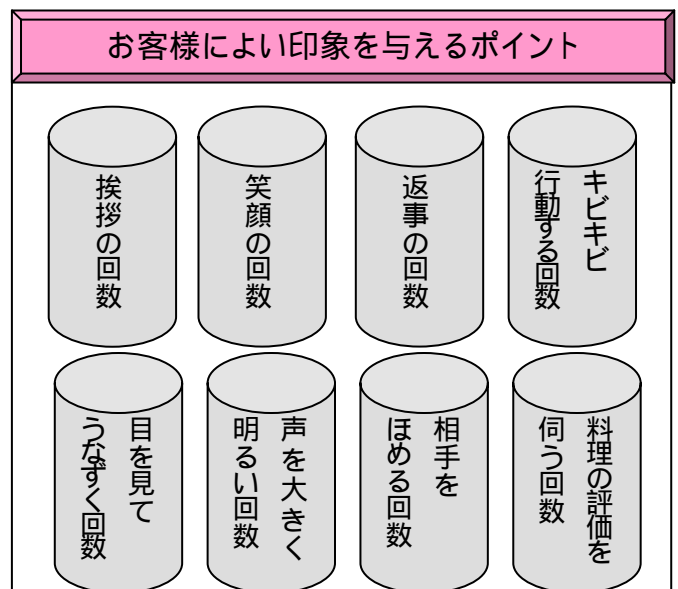 お客様によい印象を与えるポイント
挨拶の回数
笑顔の回数
返事の回数
キビキビ
行動する回数
目を見て
うなずく回数
声を大きく
明るい回数
相手を
ほめる回数
料理の評価を
伺う回数